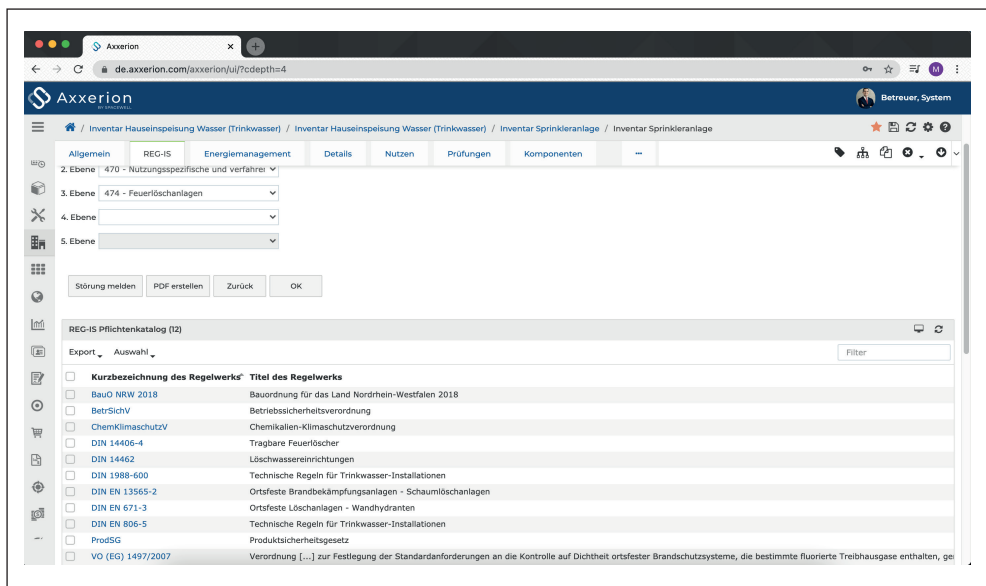 Axxerion
de.axxerion.com/axxerion/ui/?cdepth=4
M
Axxerion
BY SPACEWELL
Betreuer, System
/ Inventar Hauseinspeisung Wasser (Trinkwasser) / Inventar Hauseinspeisung Wasser (Trinkwasser) / Inventar Sprinkleranlage / Inventar Sprinkleranlage
Allgemein REG-IS Energiemanagement Details Nutzen Prüfungen Komponenten ...
2. Ebene 470 - Nutzungsspezifische und verfahrei
3. Ebene 474 - Feuerlöschanlagen
4. Ebene
5. Ebene
Störung melden PDF erstellen Zurück OK
REG-IS Pflichtenkatalog (12)
Export Auswahl Filter
Kurzbezeichnung des Regelwerks Titel des Regelwerks
BauO NRW 2018 Bauordnung für das Land Nordrhein-Westfalen 2018
BetrSichV Betriebssicherheitsverordnung
ChemKlimaschutzV Chemikalien-Klimaschutzverordnung
DIN 14406-4 Tragbare Feuerlöscher
DIN 14462 Löschwassereinrichtungen
DIN 1988-600 Technische Regeln für Trinkwasser-Installationen
DIN EN 13565-2 Ortsfeste Brandbekämpfungsanlagen - Schaumlöschanlagen
DIN EN 671-3 Ortsfeste Löschanlagen - Wandhydranten
DIN EN 806-5 Technische Regeln für Trinkwasser-Installationen
ProdSG Produktsicherheitsgesetz
VO (EG) 1497/2007 Verordnung [...] zur Festlegung der Standardanforderungen an die Kontrolle auf Dichtheit ortsfester Brandschutzsysteme, die bestimmte fluorierte Treibhausgase enthalten, ge